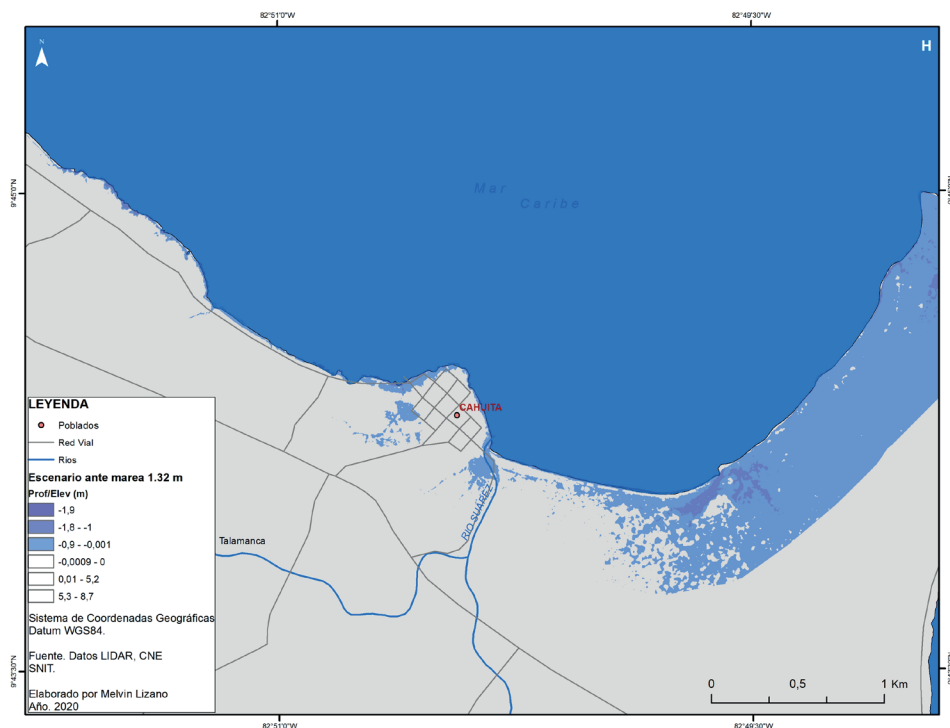 82°51'0"W
82°49'30"W
N
H
9°45'0"N
Mar
Caribe
CAHUITA
RIO SUÁREZ
Talamanca
LEYENDA
Poblados
Red Vial
Rios
Escenario ante marea 1.32 m
Prof/Elev (m)
-1,9
-1,8 - -1
-0,9 - -0,001
-0,0009 - 0
0,01 - 5,2
5,3 - 8,7
Sistema de Coordenadas Geográficas
Datum WGS84.
Fuente. Datos LIDAR, CNE
SNIT.
Elaborado por Melvin Lizano
Año. 2020
9°43'30"N
0
0,5
1 Km
82°51'0"W
82°49'30"W